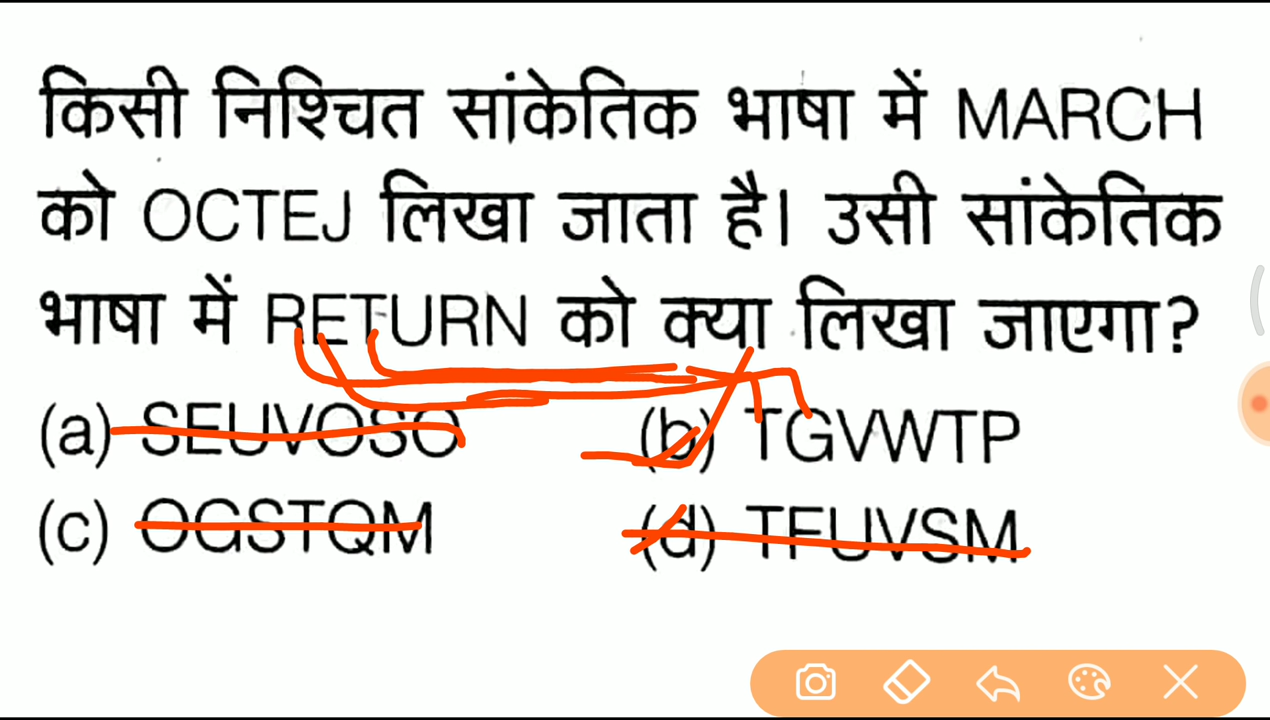 किसी निश्चित सांकेतिक भाषा में MARCH
को OCTEJ लिखा जाता है। उसी सांकेतिक
भाषा में RETURN को क्या लिखा जाएगा?
(a) SEUVOSO (b) TGVWTP
(c) OGSTQM (d) TFUVSM